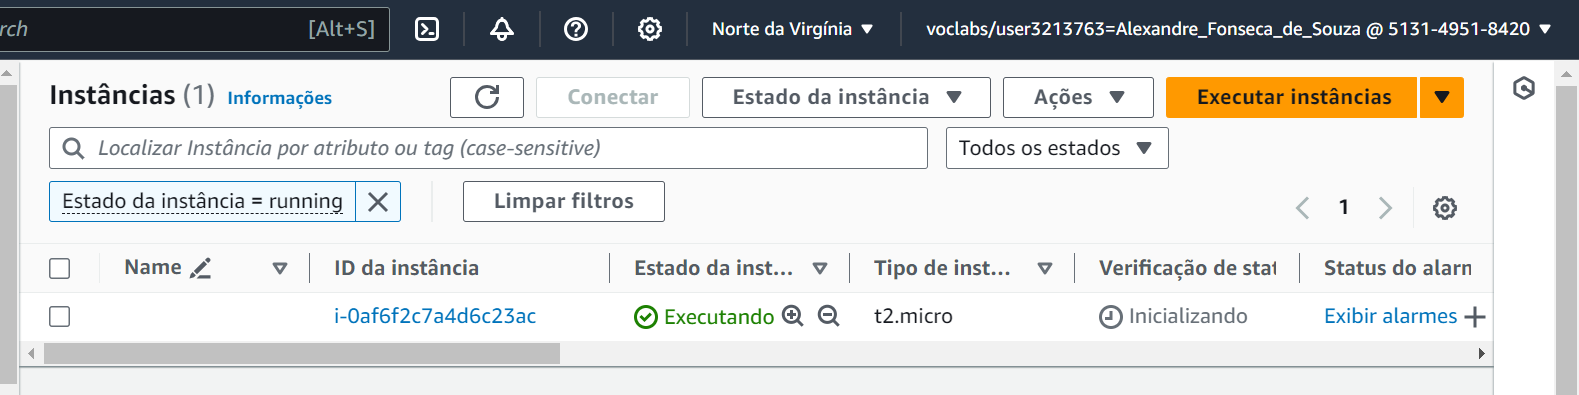 rch [Alt+S] Norte da Virgínia voclabs/user3213763=Alexandre_Fonseca_de_Souza @ 5131-4951-8420
Instâncias (1) Informações Conectar Estado da instância Ações Executar instâncias
Localizar Instância por atributo ou tag (case-sensitive) Todos os estados
Estado da instância = running Limpar filtros 1
Name ID da instância Estado da inst... Tipo de inst... Verificação de stat Status do alarm
i-0af6f2c7a4d6c23ac Executando t2.micro Inicializando Exibir alarmes